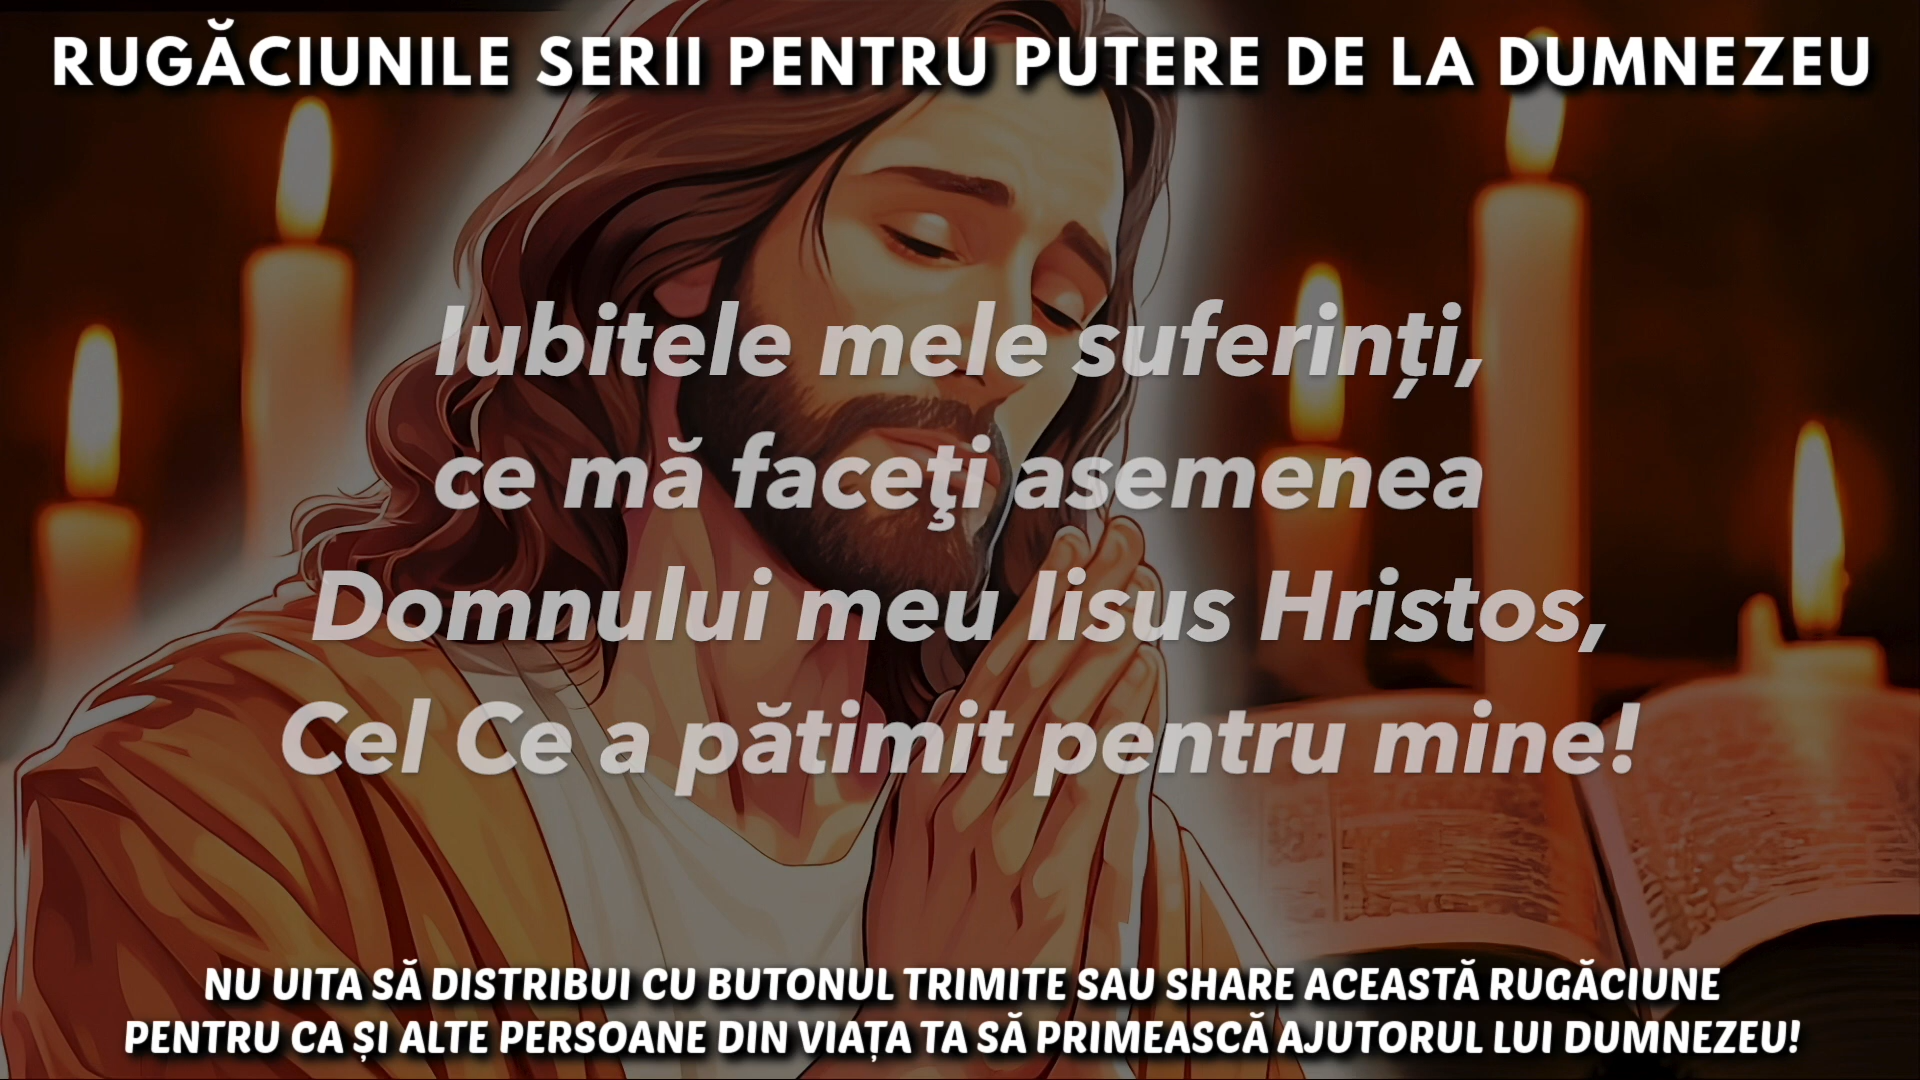 RUGĂCIUNILE SERII PENTRU PUTERE DE LA DUMNEZEU
Iubitele mele suferinți,
ce mă faceţi asemenea
Domnului meu Iisus Hristos,
Cel Ce a pătimit pentru mine!
NU UITA SĂ DISTRIBUI CU BUTONUL TRIMITE SAU SHARE ACEASTĂ RUGĂCIUNE
PENTRU CA ȘI ALTE PERSOANE DIN VIAȚA TA SĂ PRIMEASCĂ AJUTORUL LUI DUMNEZEU!